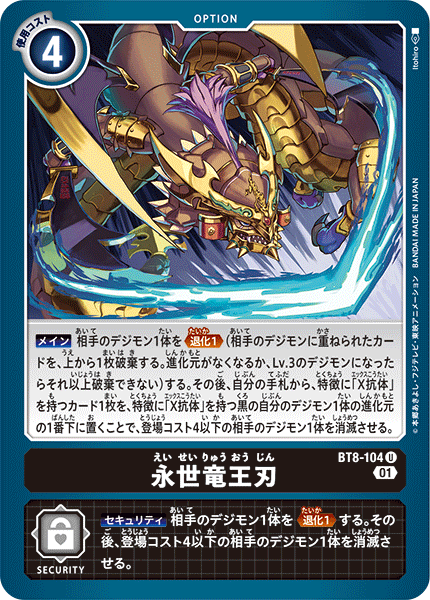 使用コスト
4
OPTION
Itohiro
©本郷あきよし・フジテレビ・東映アニメーション BANDAI MADE IN JAPAN
メイン 相手のデジモン1体を 退化1 (相手のデジモンに重ねられたカー
ドを、上から1枚破棄する。進化元がなくなるか、Lv.3のデジモンになっ
たらそれ以上破棄できない)する。その後、自分の手札から、特徴に「X抗体」
を持つカード1枚を、特徴に「X抗体」を持つ黒の自分のデジモン1体の進化元
の1番下に置くことで、登場コスト4以下の相手のデジモン1体を消滅させる。
BT8-104 U
01
えいせいりゅうおうじん
永世竜王刃
セキュリティ 相手のデジモン1体を 退化1 する。その
後、登場コスト4以下の相手のデジモン1体を消滅さ
せる。
SECURITY